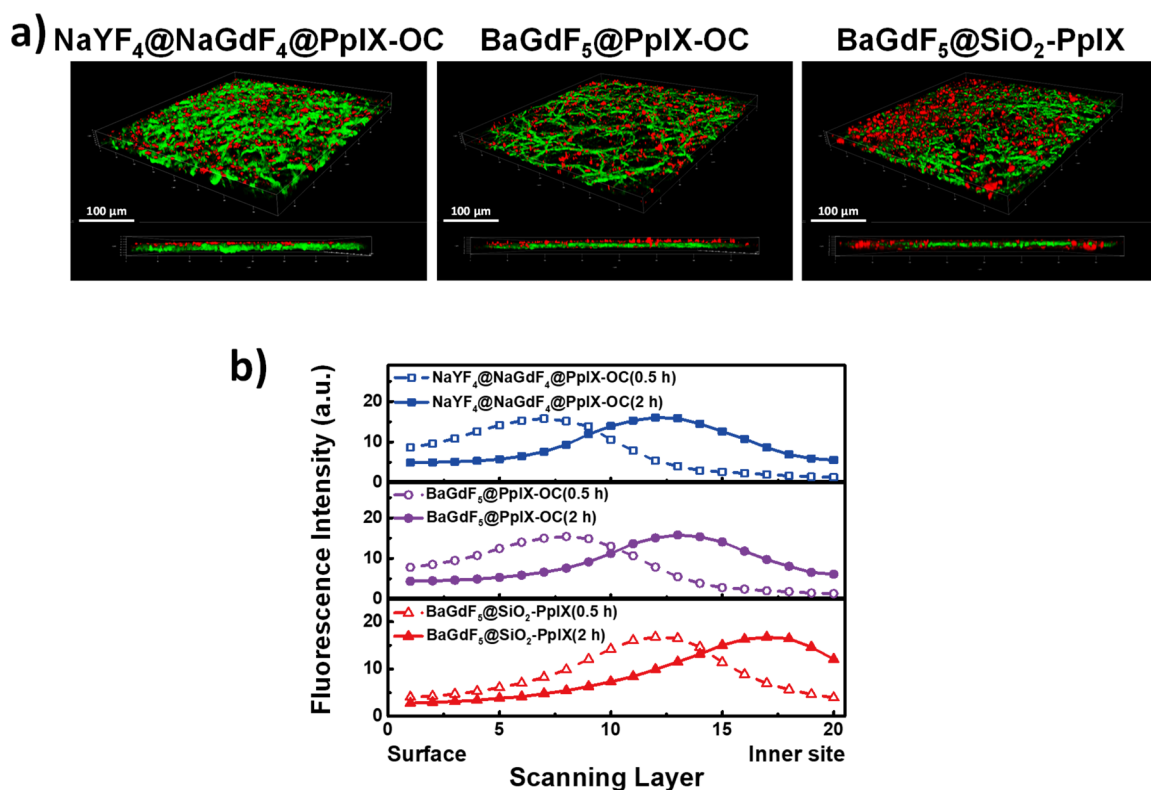 a)
NaYF₄@NaGdF₄@PpIX-OC
BaGdF₅@PpIX-OC
BaGdF₅@SiO₂-PpIX
100 µm
100 µm
100 µm
b)
NaYF₄@NaGdF₄@PpIX-OC(0.5 h)
NaYF₄@NaGdF₄@PpIX-OC(2 h)
20
10
0
BaGdF₅@PpIX-OC(0.5 h)
BaGdF₅@PpIX-OC(2 h)
20
10
0
BaGdF₅@SiO₂-PpIX(0.5 h)
BaGdF₅@SiO₂-PpIX(2 h)
20
10
0
Fluorescence Intensity (a.u.)
0 5 10 15 20
Surface Inner site
Scanning Layer